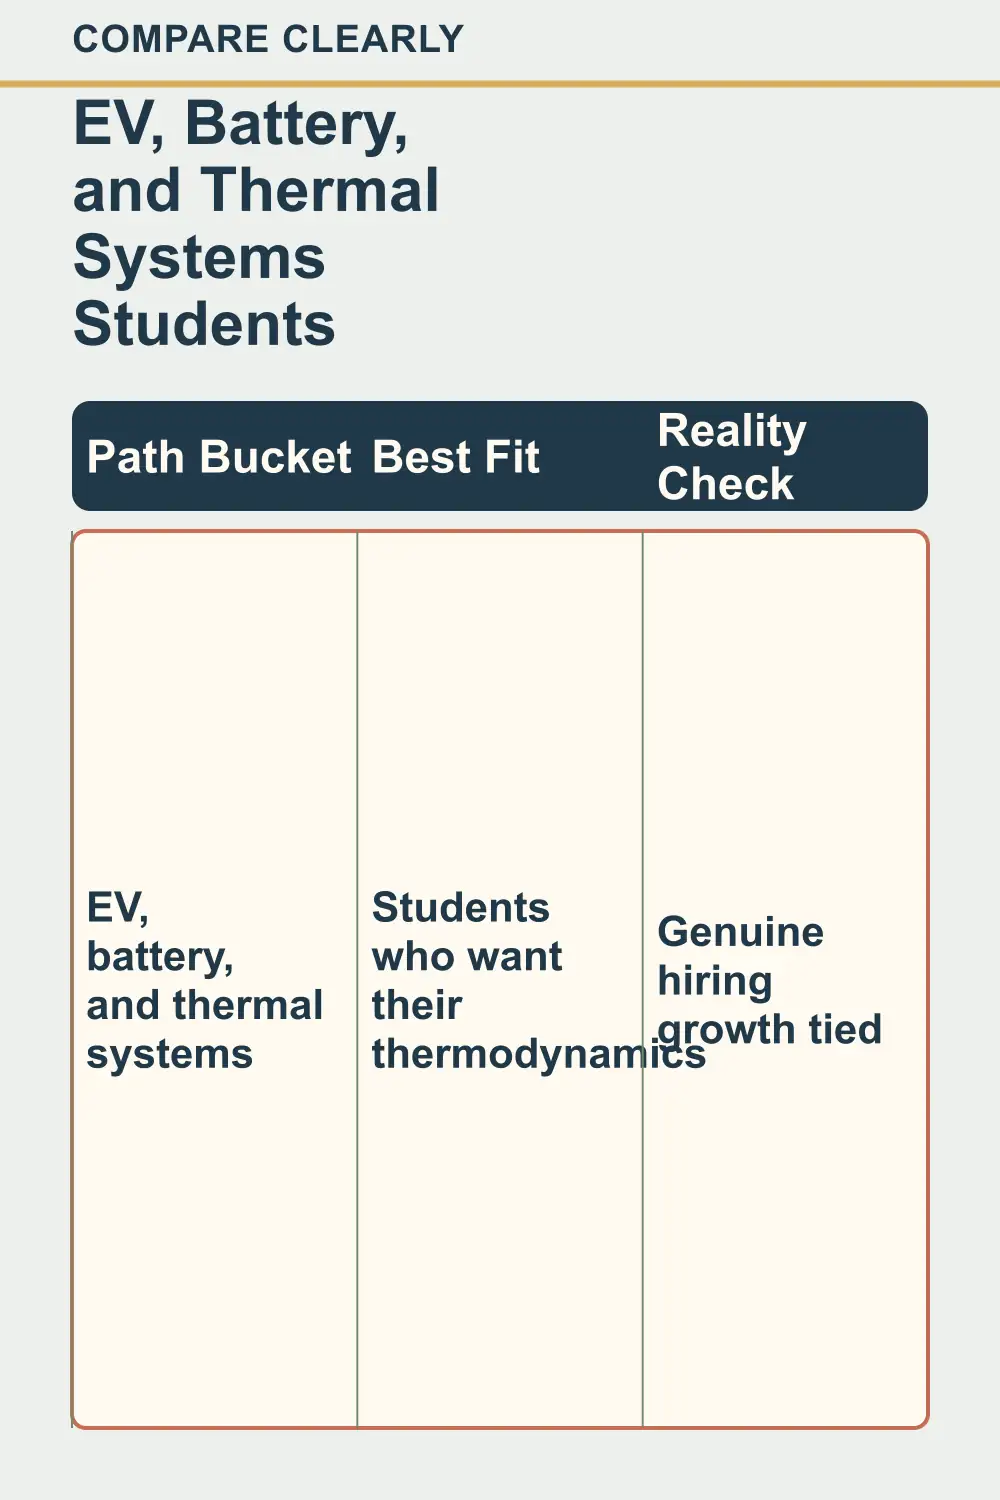 COMPARE CLEARLY
EV, Battery,
and Thermal
Systems
Students
Path Bucket
Best Fit
Reality
Check
EV,
battery,
and thermal
systems
Students
who want
their
thermodynamics
Genuine
hiring
growth tied